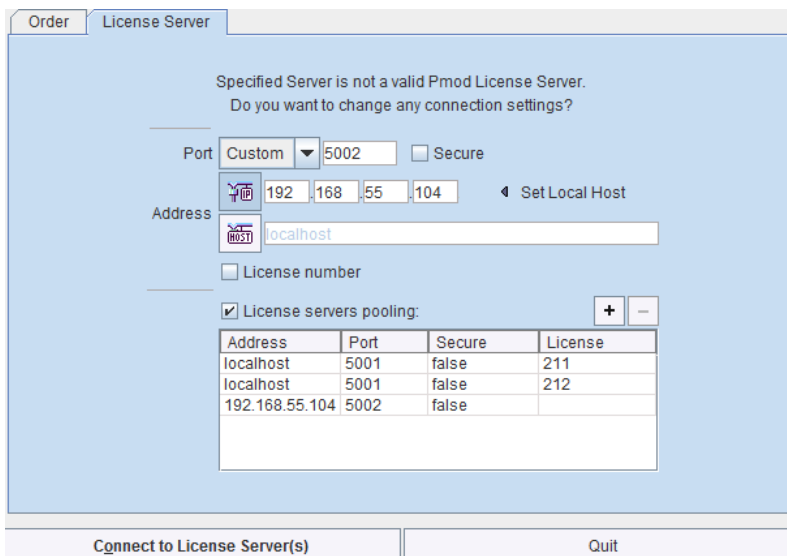 Order License Server
Specified Server is not a valid Pmod License Server.
Do you want to change any connection settings?
Port Custom 5002 Secure
IP 192 .168 .55 .104 Set Local Host
Address
HOST localhost
License number
License servers pooling: + −
Address Port Secure License
localhost 5001 false 211
localhost 5001 false 212
192.168.55.104 5002 false
Connect to License Server(s) Quit